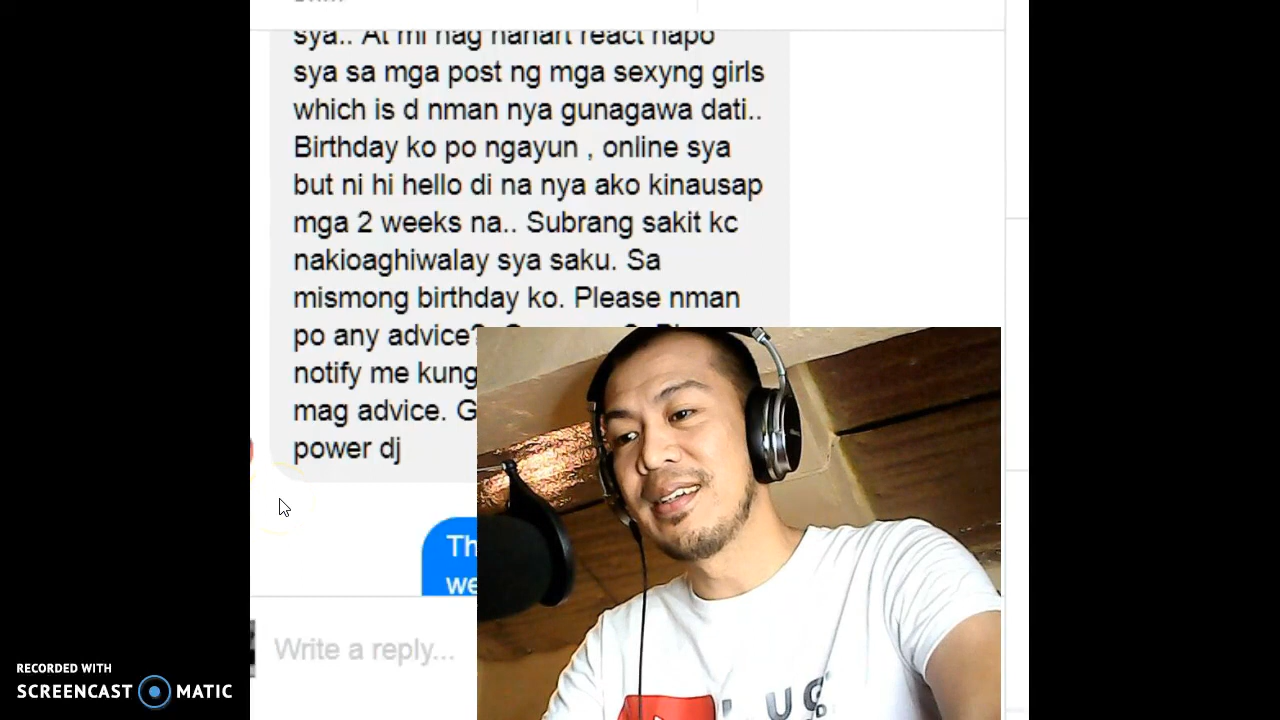 sya.. At mi nag nahart react napo
sya sa mga post ng mga sexyng girls
which is d nman nya gunagawa dati..
Birthday ko po ngayun , online sya
but ni hi hello di na nya ako kinausap
mga 2 weeks na.. Subrang sakit kc
nakioaghiwalay sya saku. Sa
mismong birthday ko. Please nman
po any advice?
notify me kung
mag advice. G
power dj
Th
we
Write a reply...
RECORDED WITH
SCREENCAST MATIC